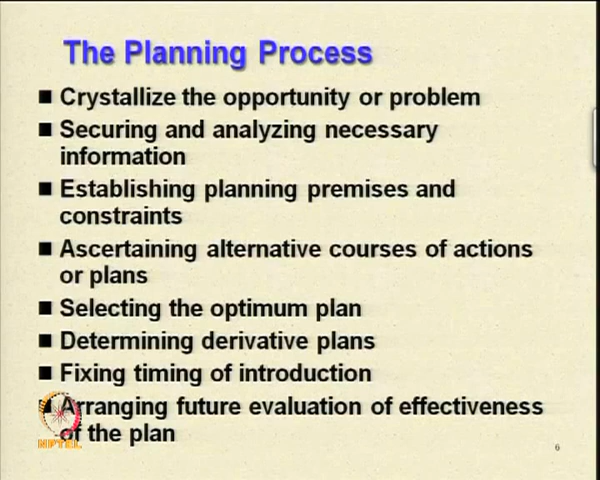 The Planning Process
■ Crystallize the opportunity or problem
■ Securing and analyzing necessary
information
■ Establishing planning premises and
constraints
■ Ascertaining alternative courses of actions
or plans
■ Selecting the optimum plan
■ Determining derivative plans
■ Fixing timing of introduction
■ Arranging future evaluation of effectiveness
of the plan
NPTEL
6